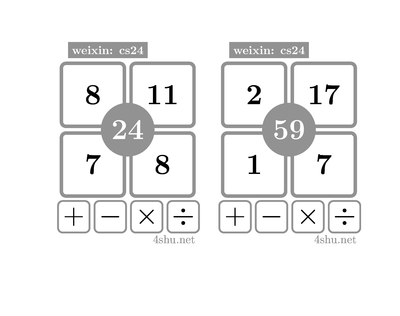 weixin: cs24
8 11
24
7 8
+ − × ÷
4shu.net
weixin: cs24
2 17
59
1 7
+ − × ÷
4shu.net